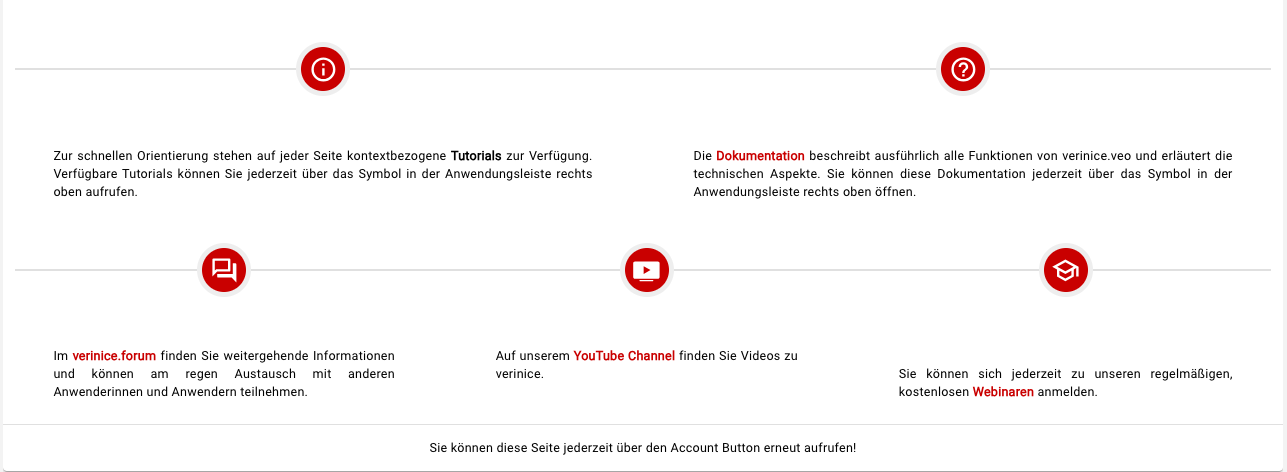 Zur schnellen Orientierung stehen auf jeder Seite kontextbezogene Tutorials zur Verfügung.
Verfügbare Tutorials können Sie jederzeit über das Symbol in der Anwendungsleiste rechts
oben aufrufen.
Die Dokumentation beschreibt ausführlich alle Funktionen von verinice.veo und erläutert die
technischen Aspekte. Sie können diese Dokumentation jederzeit über das Symbol in der
Anwendungsleiste rechts oben öffnen.
Im verinice.forum finden Sie weitergehende Informationen
und können am regen Austausch mit anderen
Anwenderinnen und Anwendern teilnehmen.
Auf unserem YouTube Channel finden Sie Videos zu
verinice.
Sie können sich jederzeit zu unseren regelmäßigen,
kostenlosen Webinaren anmelden.
Sie können diese Seite jederzeit über den Account Button erneut aufrufen!